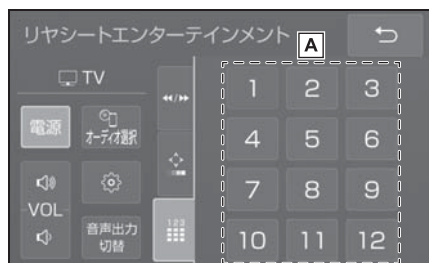 リヤシートエンターテインメント
A
TV
電源
オーディオ選択
VOL
音声出力
切替
123
1 2 3
4 5 6
7 8 9
10 11 12